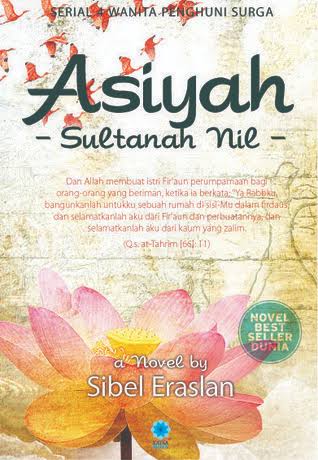 SERIAL 4 WANITA PENGHUNI SURGA
Asiyah
- Sultanah Nil -
Dan Allah membuat istri Fir'aun perumpamaan bagi
orang-orang yang beriman, ketika ia berkata; "Ya Rabbku,
bangunkanlah untukku sebuah rumah di sisi-Mu dalam firdaus
dan selamatkanlah aku dari Fir'aun dan perbuatannya, dan
selamatkanlah aku dari kaum yang zalim.
(Q.s. at-Tahrim [66]: 11)
NOVEL
BEST
SELLER
DUNIA
a Novel by
Sibel Eraslan